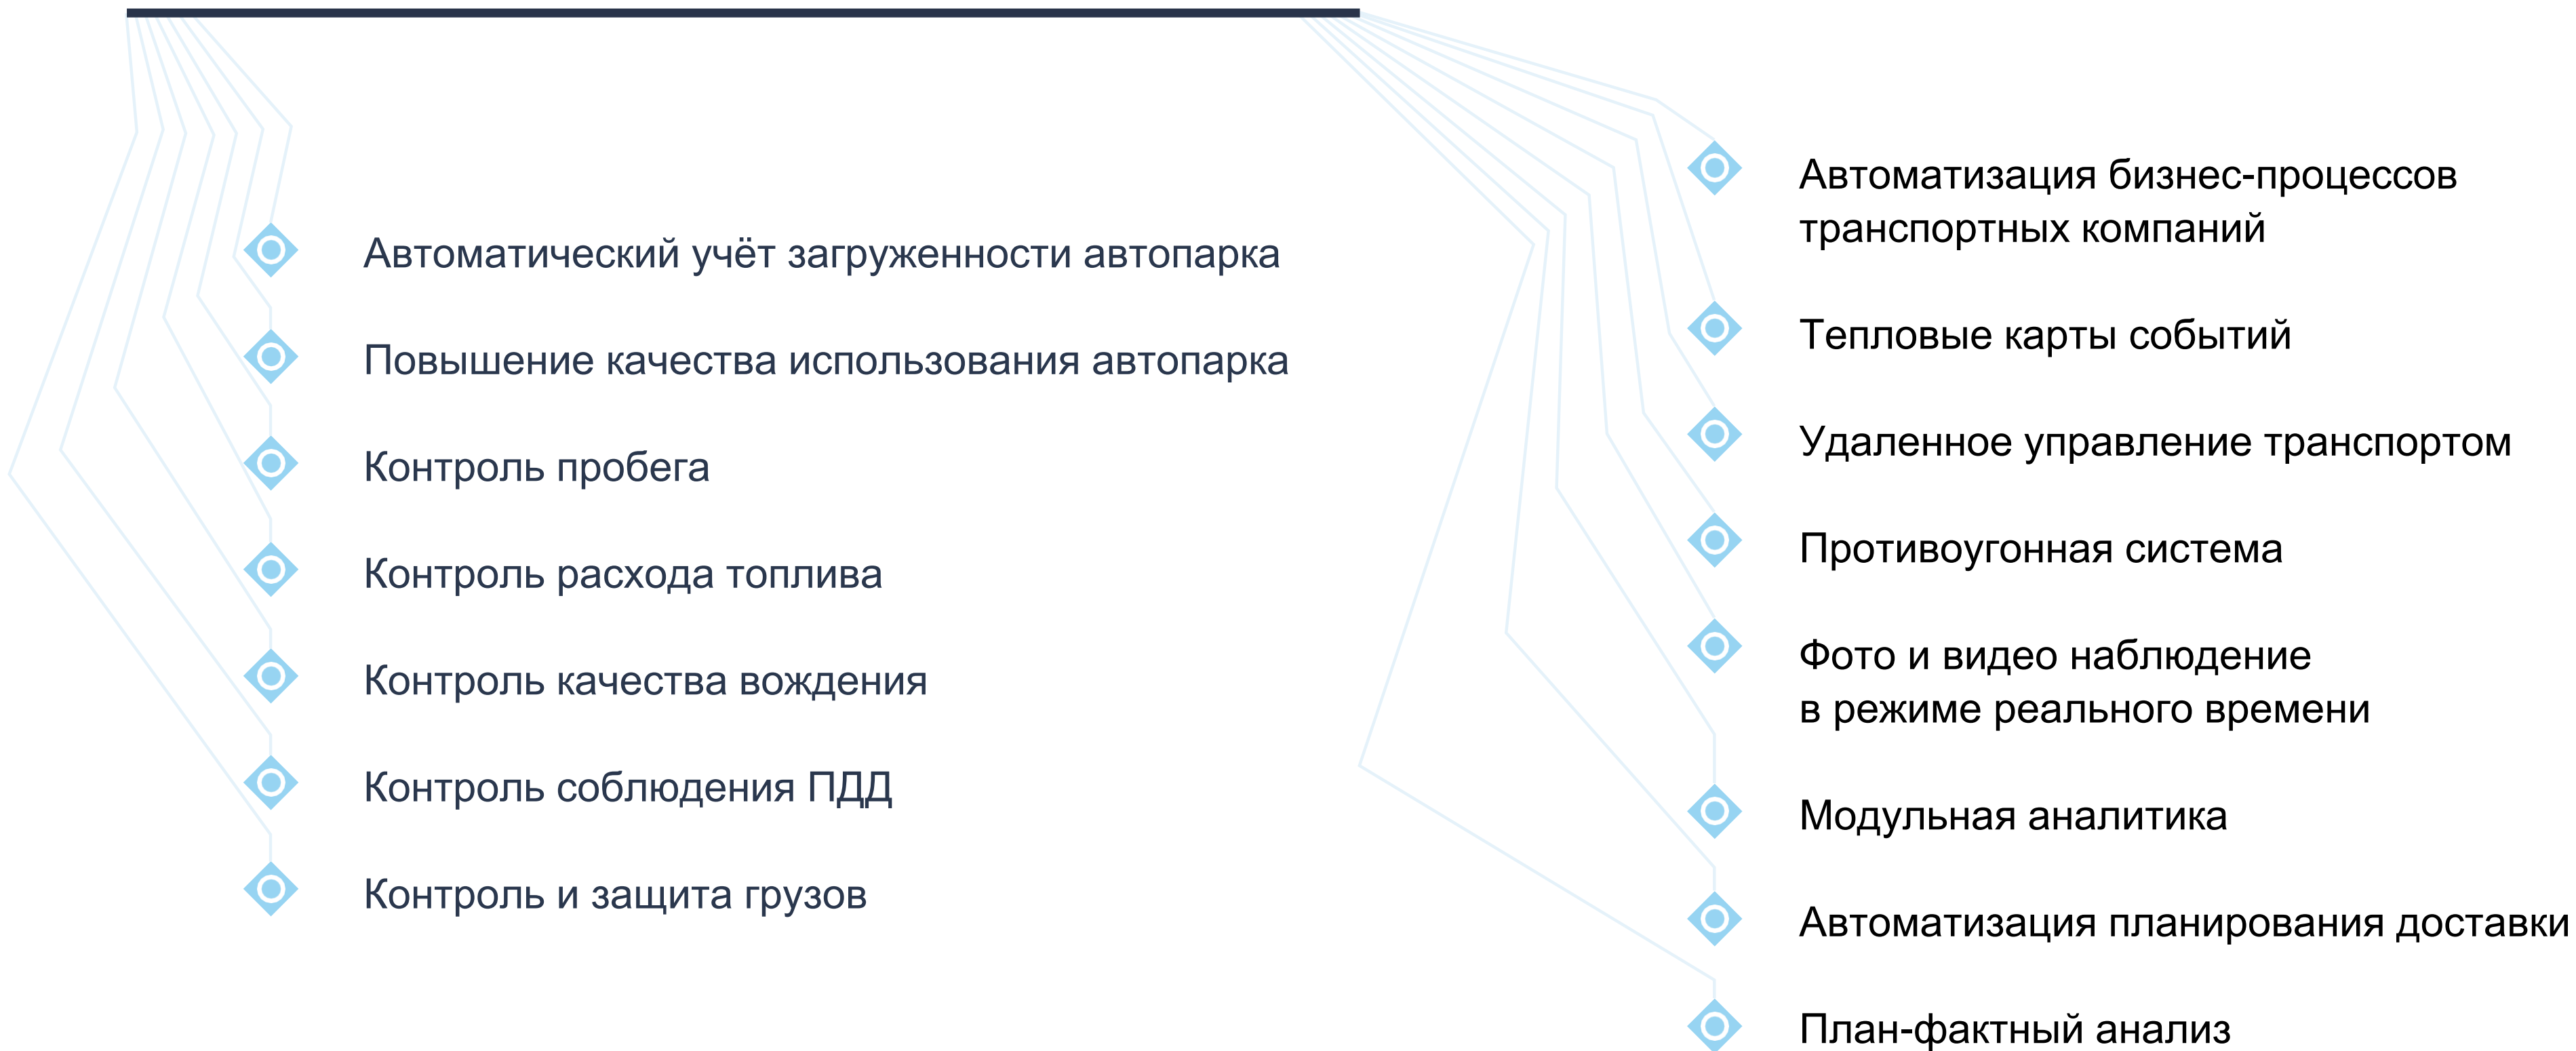 Автоматический учёт загруженности автопарка
Повышение качества использования автопарка
Контроль пробега
Контроль расхода топлива
Контроль качества вождения
Контроль соблюдения ПДД
Контроль и защита грузов
Автоматизация бизнес-процессов
транспортных компаний
Тепловые карты событий
Удаленное управление транспортом
Противоугонная система
Фото и видео наблюдение
в режиме реального времени
Модульная аналитика
Автоматизация планирования доставки
План-фактный анализ